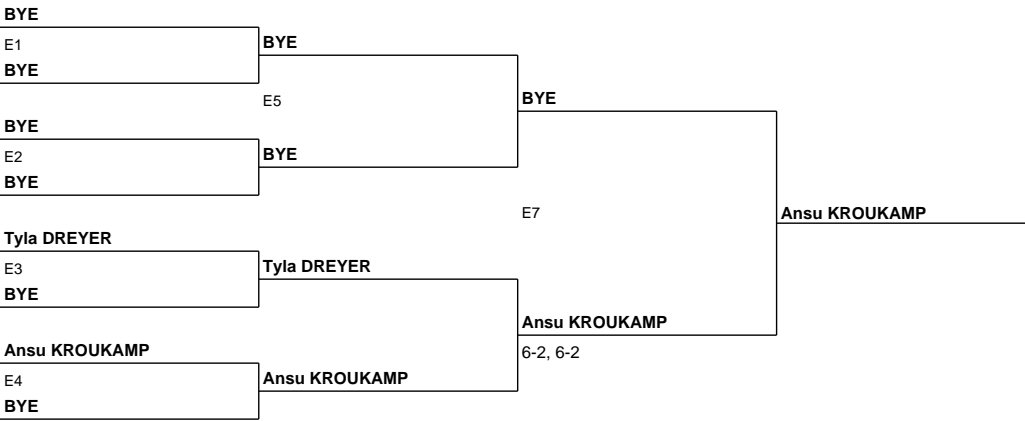 BYE
E1
BYE
BYE
E5
BYE
BYE
E2
BYE
BYE
E7
Ansu KROUKAMP
Tyla DREYER
E3
Tyla DREYER
BYE
Ansu KROUKAMP
6-2, 6-2
Ansu KROUKAMP
E4
Ansu KROUKAMP
BYE